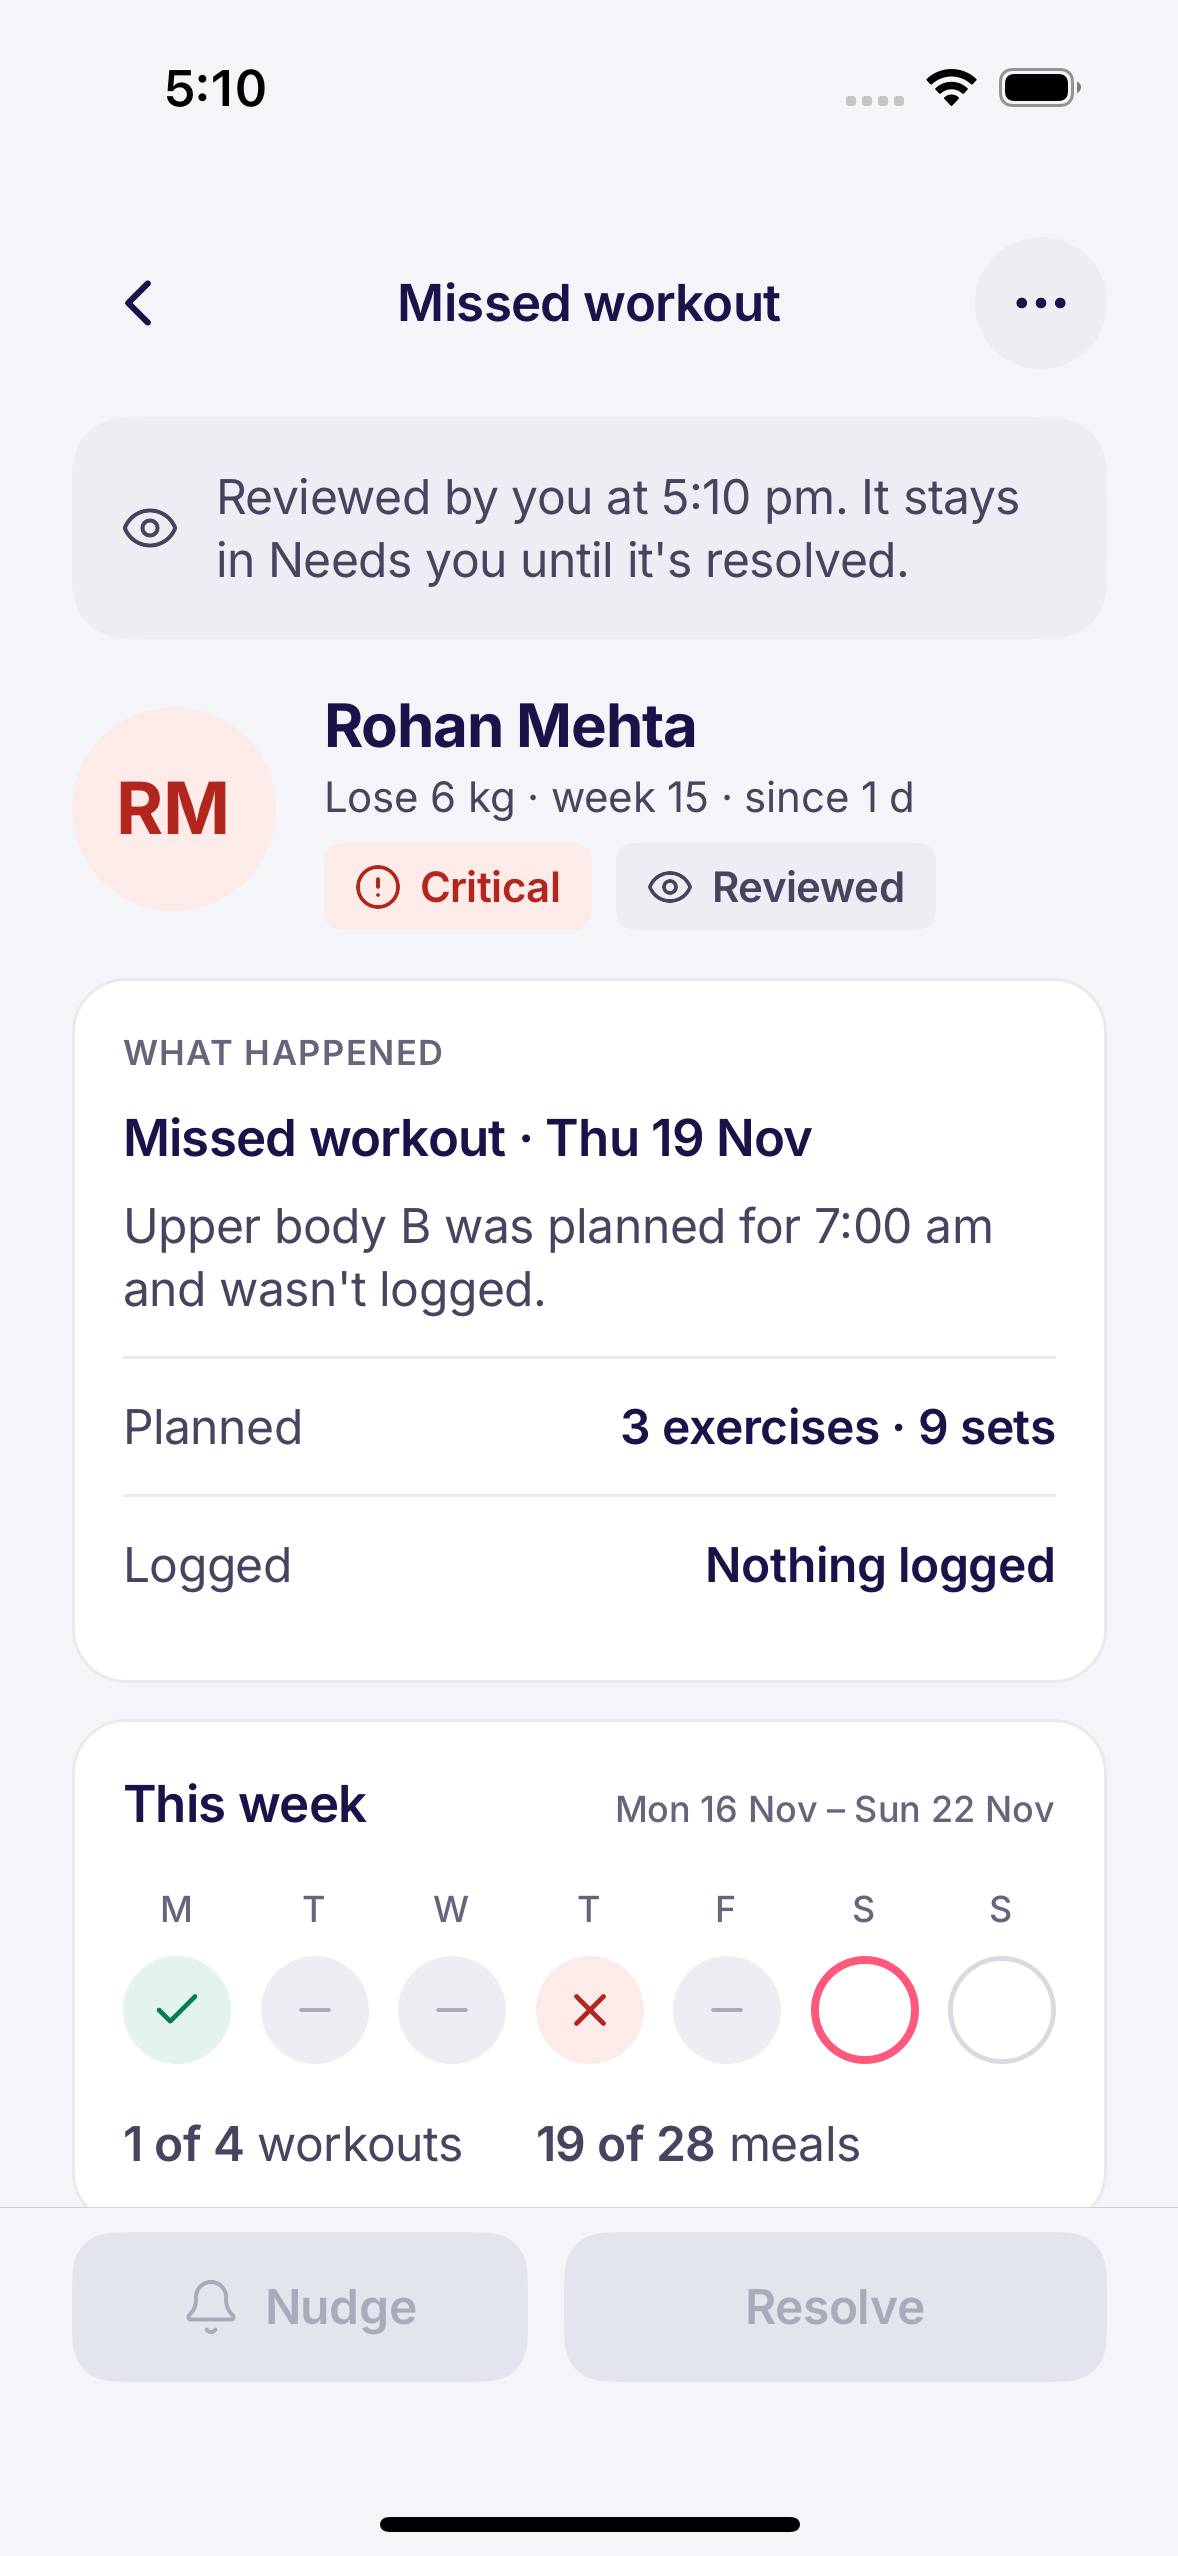 5:10
Missed workout
Reviewed by you at 5:10 pm. It stays
in Needs you until it's resolved.
RM
Rohan Mehta
Lose 6 kg · week 15 · since 1 d
Critical
Reviewed
WHAT HAPPENED
Missed workout · Thu 19 Nov
Upper body B was planned for 7:00 am
and wasn't logged.
Planned 3 exercises · 9 sets
Logged Nothing logged
This week Mon 16 Nov – Sun 22 Nov
M T W T F S S
1 of 4 workouts 19 of 28 meals
Nudge
Resolve